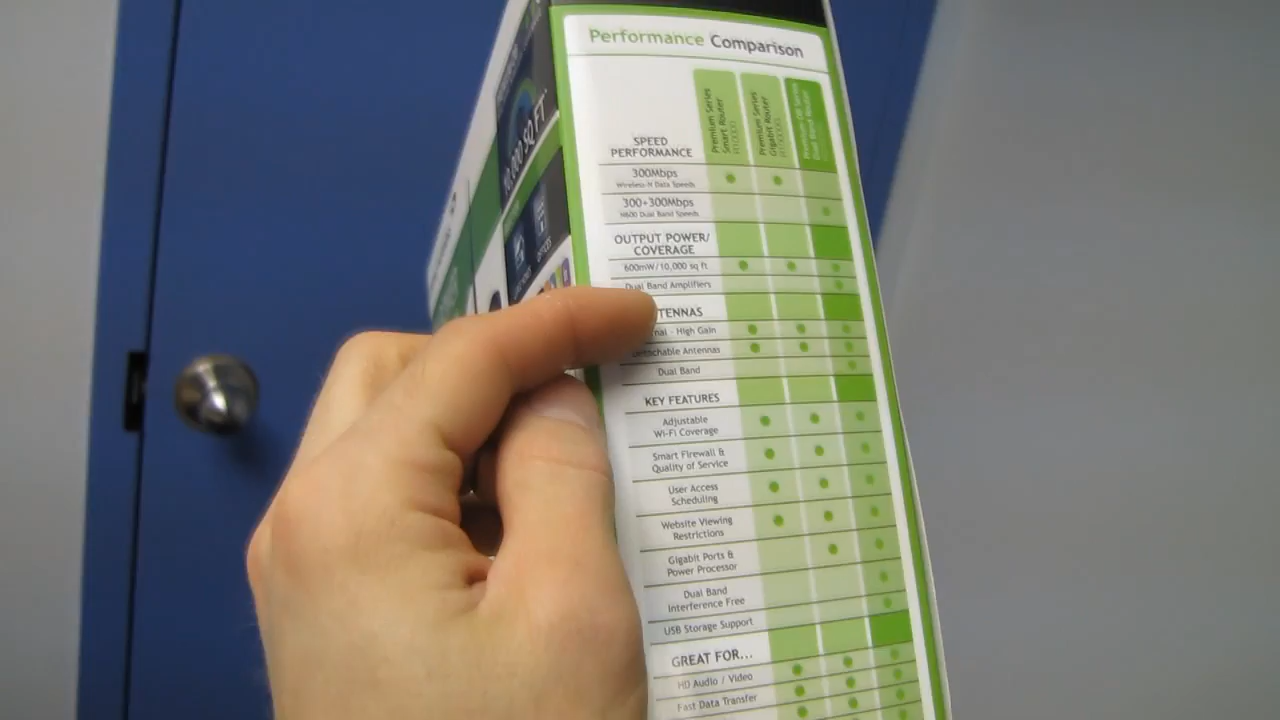 Performance Comparison
Premium Series
Smart Router
Premium Series
Gigabit Router
10,000 SQ FT
SPEED
PERFORMANCE
300Mbps
Wireless-N Data Speeds
300+300Mbps
N600 Dual Band Speeds
OUTPUT POWER/
COVERAGE
600mW/10,000 sq ft
Dual Band Amplifiers
TENNAS
nal - High Gain
Detachable Antennas
Dual Band
KEY FEATURES
Adjustable
Wi-Fi Coverage
Smart Firewall &
Quality of Service
User Access
Scheduling
Website Viewing
Restrictions
Gigabit Ports &
Power Processor
Dual Band
Interference Free
USB Storage Support
GREAT FOR...
HD Audio / Video
Fast Data Transfer